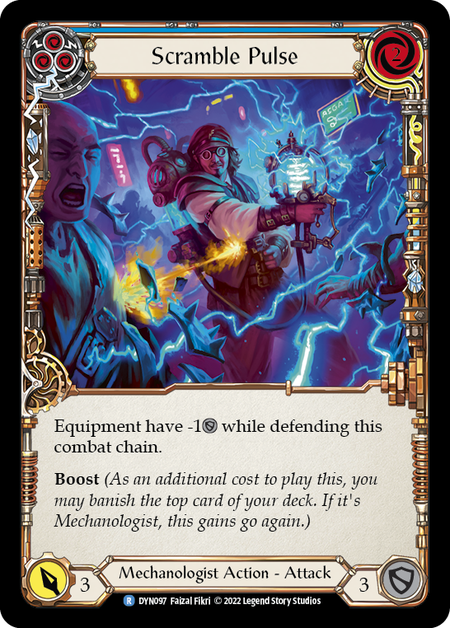 2
Scramble Pulse
Equipment have -1 while defending this
combat chain.
Boost (As an additional cost to play this, you
may banish the top card of your deck. If it's
Mechanologist, this gains go again.)
3
Mechanologist Action - Attack
3
R DYN097 Faizal Fikri © 2022 Legend Story Studios